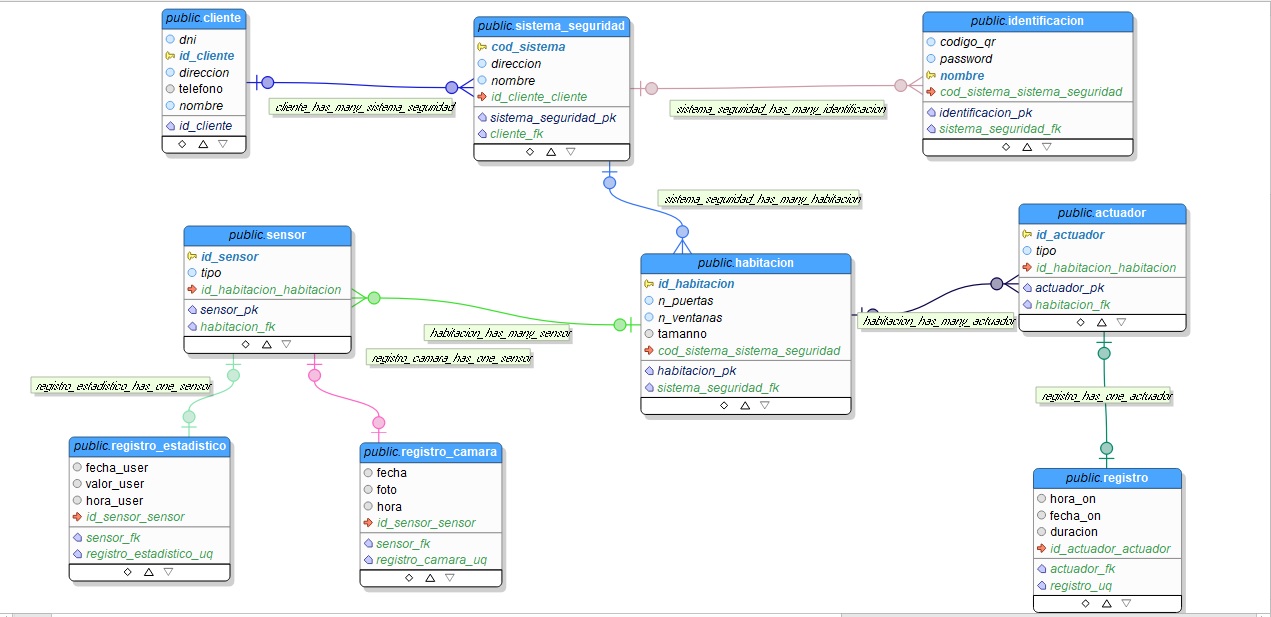 public.cliente
dni
id_cliente
direccion
telefono
nombre
id_cliente
cliente_has_many_sistema_seguridad
public.sistema_seguridad
cod_sistema
direccion
nombre
id_cliente_cliente
sistema_seguridad_pk
cliente_fk
sistema_seguridad_has_many_identificacion
public.identificacion
codigo_qr
password
nombre
cod_sistema_sistema_seguridad
identificacion_pk
sistema_seguridad_fk
sistema_seguridad_has_many_habitacion
public.sensor
id_sensor
tipo
id_habitacion_habitacion
sensor_pk
habitacion_fk
habitacion_has_many_sensor
public.habitacion
id_habitacion
n_puertas
n_ventanas
tamanno
cod_sistema_sistema_seguridad
habitacion_pk
sistema_seguridad_fk
habitacion_has_many_actuador
public.actuador
id_actuador
tipo
id_habitacion_habitacion
actuador_pk
habitacion_fk
registro_estadistico_has_one_sensor
registro_camara_has_one_sensor
registro_has_one_actuador
public.registro_estadistico
fecha_user
valor_user
hora_user
id_sensor_sensor
sensor_fk
registro_estadistico_uq
public.registro_camara
fecha
foto
hora
id_sensor_sensor
sensor_fk
registro_camara_uq
public.registro
hora_on
fecha_on
duracion
id_actuador_actuador
actuador_fk
registro_uq